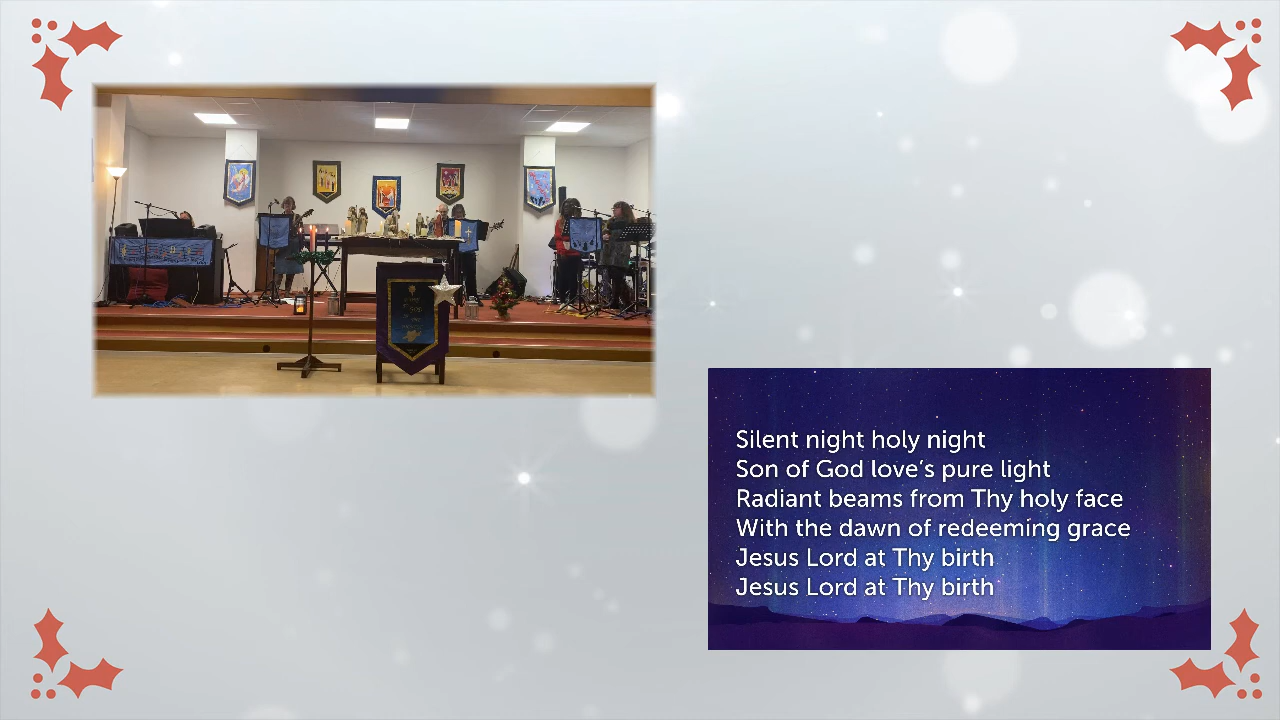 Silent night holy night
Son of God love's pure light
Radiant beams from Thy holy face
With the dawn of redeeming grace
Jesus Lord at Thy birth
Jesus Lord at Thy birth